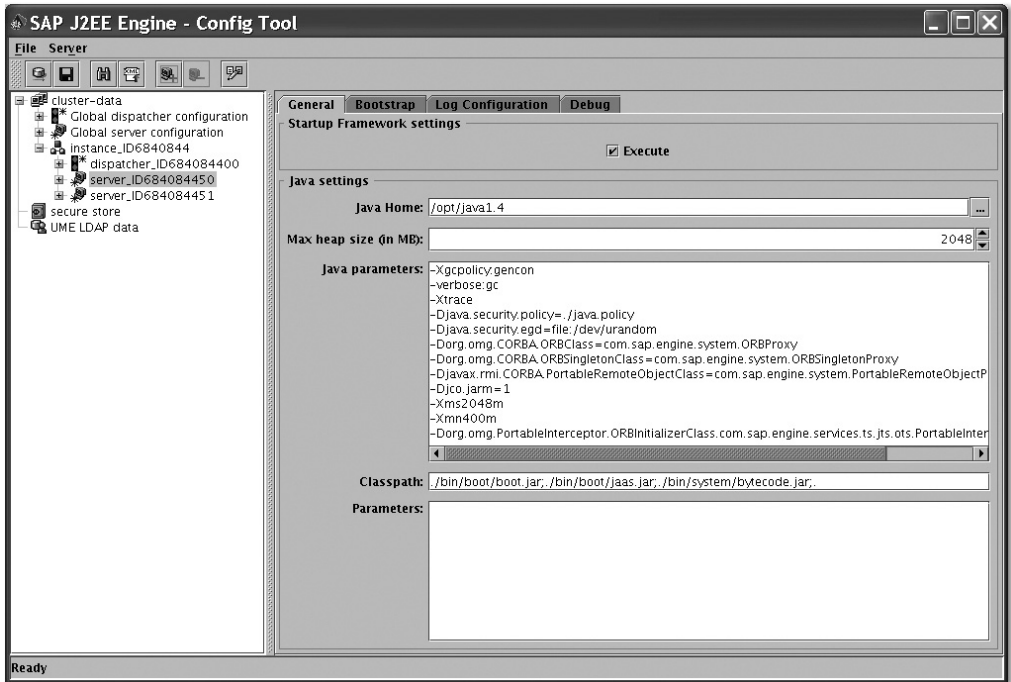 SAP J2EE Engine - Config Tool
File Server
cluster-data
Global dispatcher configuration
Global server configuration
instance_ID6840844
dispatcher_ID684084400
server_ID684084450
server_ID684084451
secure store
UME LDAP data
General Bootstrap Log Configuration Debug
Startup Framework settings
Execute
Java settings
Java Home: /opt/java1.4 ...
Max heap size (in MB): 2048
Java parameters: -Xgcpolicy:gencon
-verbose:gc
-Xtrace
-Djava.security.policy=./java.policy
-Djava.security.egd=file:/dev/urandom
-Dorg.omg.CORBA.ORBClass=com.sap.engine.system.ORBProxy
-Dorg.omg.CORBA.ORBSingletonClass=com.sap.engine.system.ORBSingletonProxy
-Djavax.rmi.CORBA.PortableRemoteObjectClass=com.sap.engine.system.PortableRemoteObjectP
-Djco.jarm=1
-Xms2048m
-Xmn400m
-Dorg.omg.PortableInterceptor.ORBInitializerClass.com.sap.engine.services.ts.jts.ots.PortableInter
Classpath: ./bin/boot/boot.jar;./bin/boot/jaas.jar;./bin/system/bytecode.jar;.
Parameters:
Ready